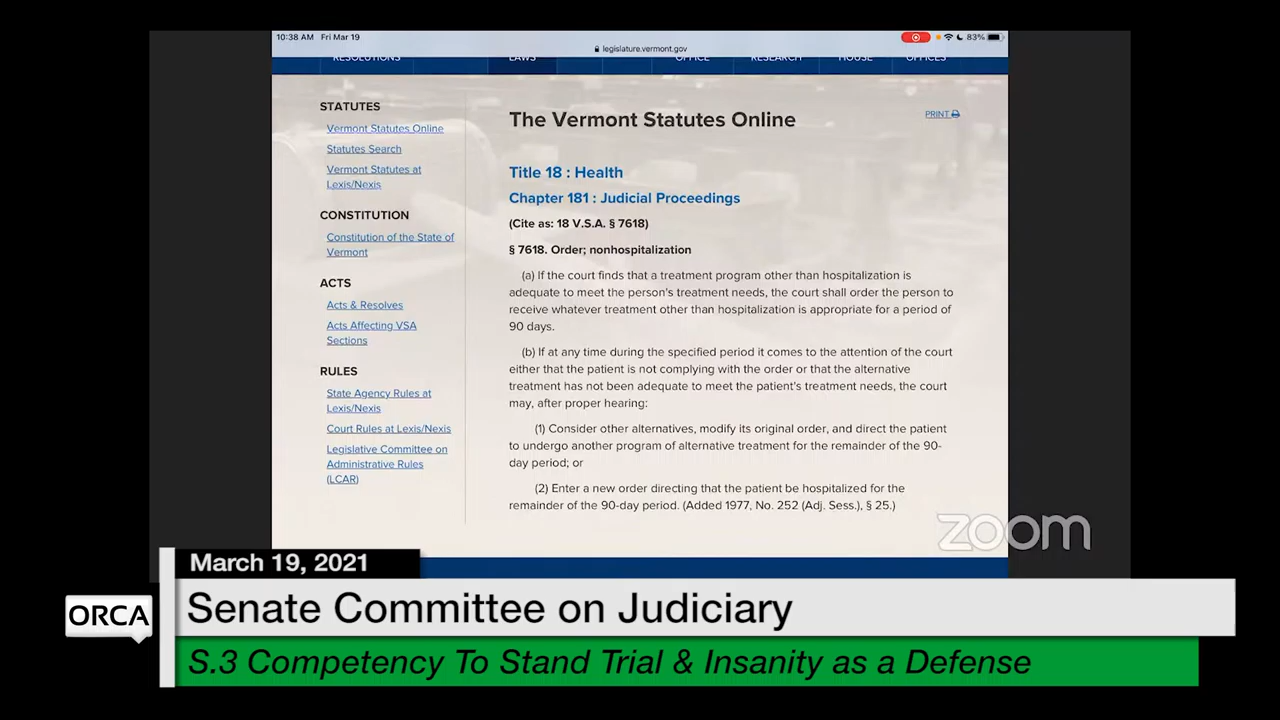 10:38 AM Fri Mar 19
83%
legislature.vermont.gov
RESOLUTIONS LAWS OFFICE RESEARCH HOUSE OFFICES
STATUTES
Vermont Statutes Online
Statutes Search
Vermont Statutes at
Lexis/Nexis
CONSTITUTION
Constitution of the State of
Vermont
ACTS
Acts & Resolves
Acts Affecting VSA
Sections
RULES
State Agency Rules at
Lexis/Nexis
Court Rules at Lexis/Nexis
Legislative Committee on
Administrative Rules
(LCAR)
The Vermont Statutes Online
PRINT
Title 18 : Health
Chapter 181 : Judicial Proceedings
(Cite as: 18 V.S.A. § 7618)
§ 7618. Order; nonhospitalization
(a) If the court finds that a treatment program other than hospitalization is
adequate to meet the person's treatment needs, the court shall order the person to
receive whatever treatment other than hospitalization is appropriate for a period of
90 days.
(b) If at any time during the specified period it comes to the attention of the court
either that the patient is not complying with the order or that the alternative
treatment has not been adequate to meet the patient's treatment needs, the court
may, after proper hearing:
(1) Consider other alternatives, modify its original order, and direct the patient
to undergo another program of alternative treatment for the remainder of the 90-
day period; or
(2) Enter a new order directing that the patient be hospitalized for the
remainder of the 90-day period. (Added 1977, No. 252 (Adj. Sess.), § 25.)
zoom
March 19, 2021
ORCA
Senate Committee on Judiciary
S.3 Competency To Stand Trial & Insanity as a Defense